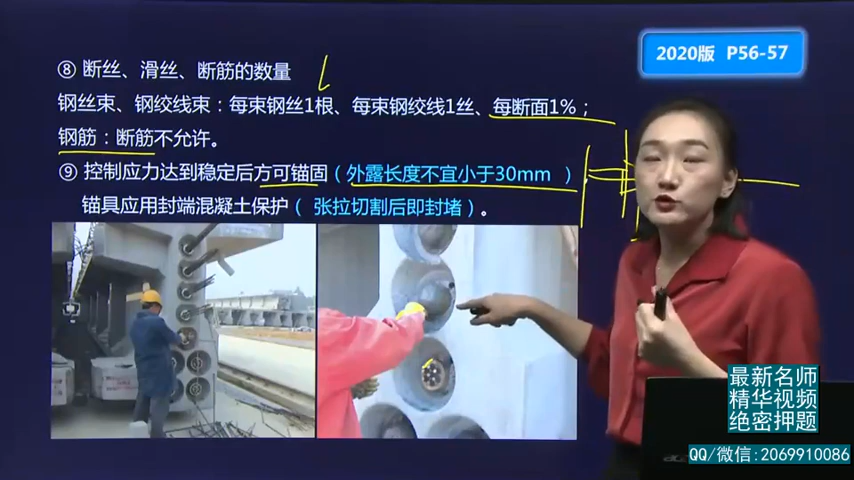 2020版 P56-57
⑧ 断丝、滑丝、断筋的数量
钢丝束、钢绞线束：每束钢丝1根、每束钢绞线1丝、每断面1%；
钢筋：断筋不允许。
⑨ 控制应力达到稳定后方可锚固（外露长度不宜小于30mm ）
锚具应用封端混凝土保护（ 张拉切割后即封堵）。
最新名师
精华视频
绝密押题
QQ/微信:2069910086